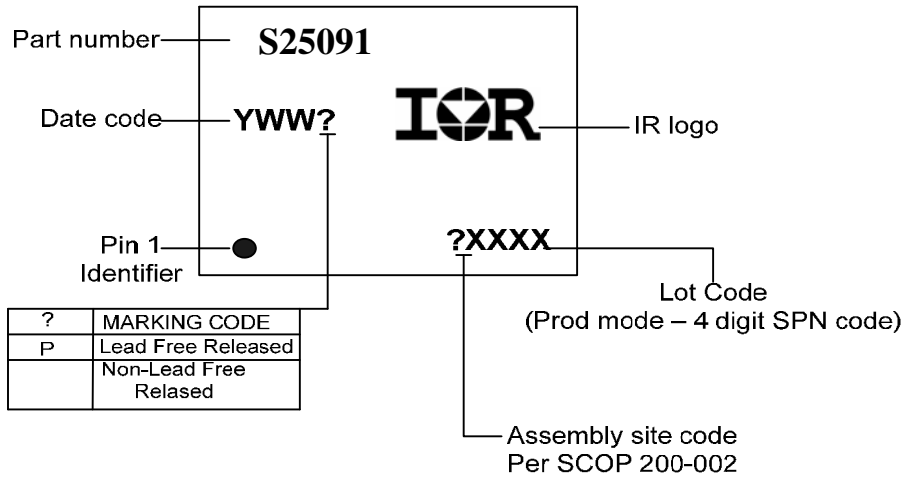 Part number
S25091
Date code
YWW?
IOR
IR logo
Pin 1
Identifier
?XXXX
Lot Code
(Prod mode – 4 digit SPN code)
? MARKING CODE
P Lead Free Released
Non-Lead Free
Relased
Assembly site code
Per SCOP 200-002